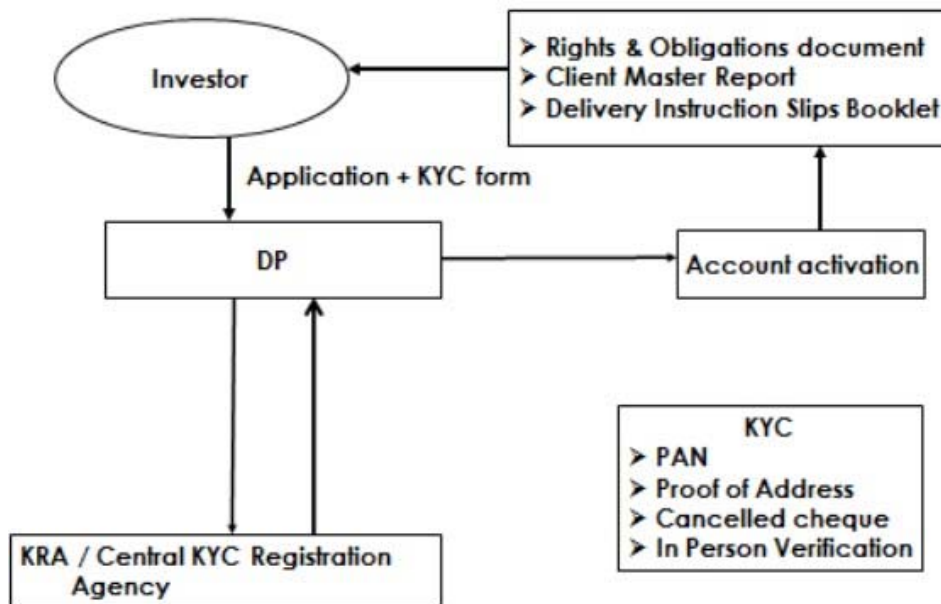 Investor
➢ Rights & Obligations document
➢ Client Master Report
➢ Delivery Instruction Slips Booklet
Application + KYC form
DP
Account activation
KYC
➢ PAN
➢ Proof of Address
➢ Cancelled cheque
➢ In Person Verification
KRA / Central KYC Registration
Agency